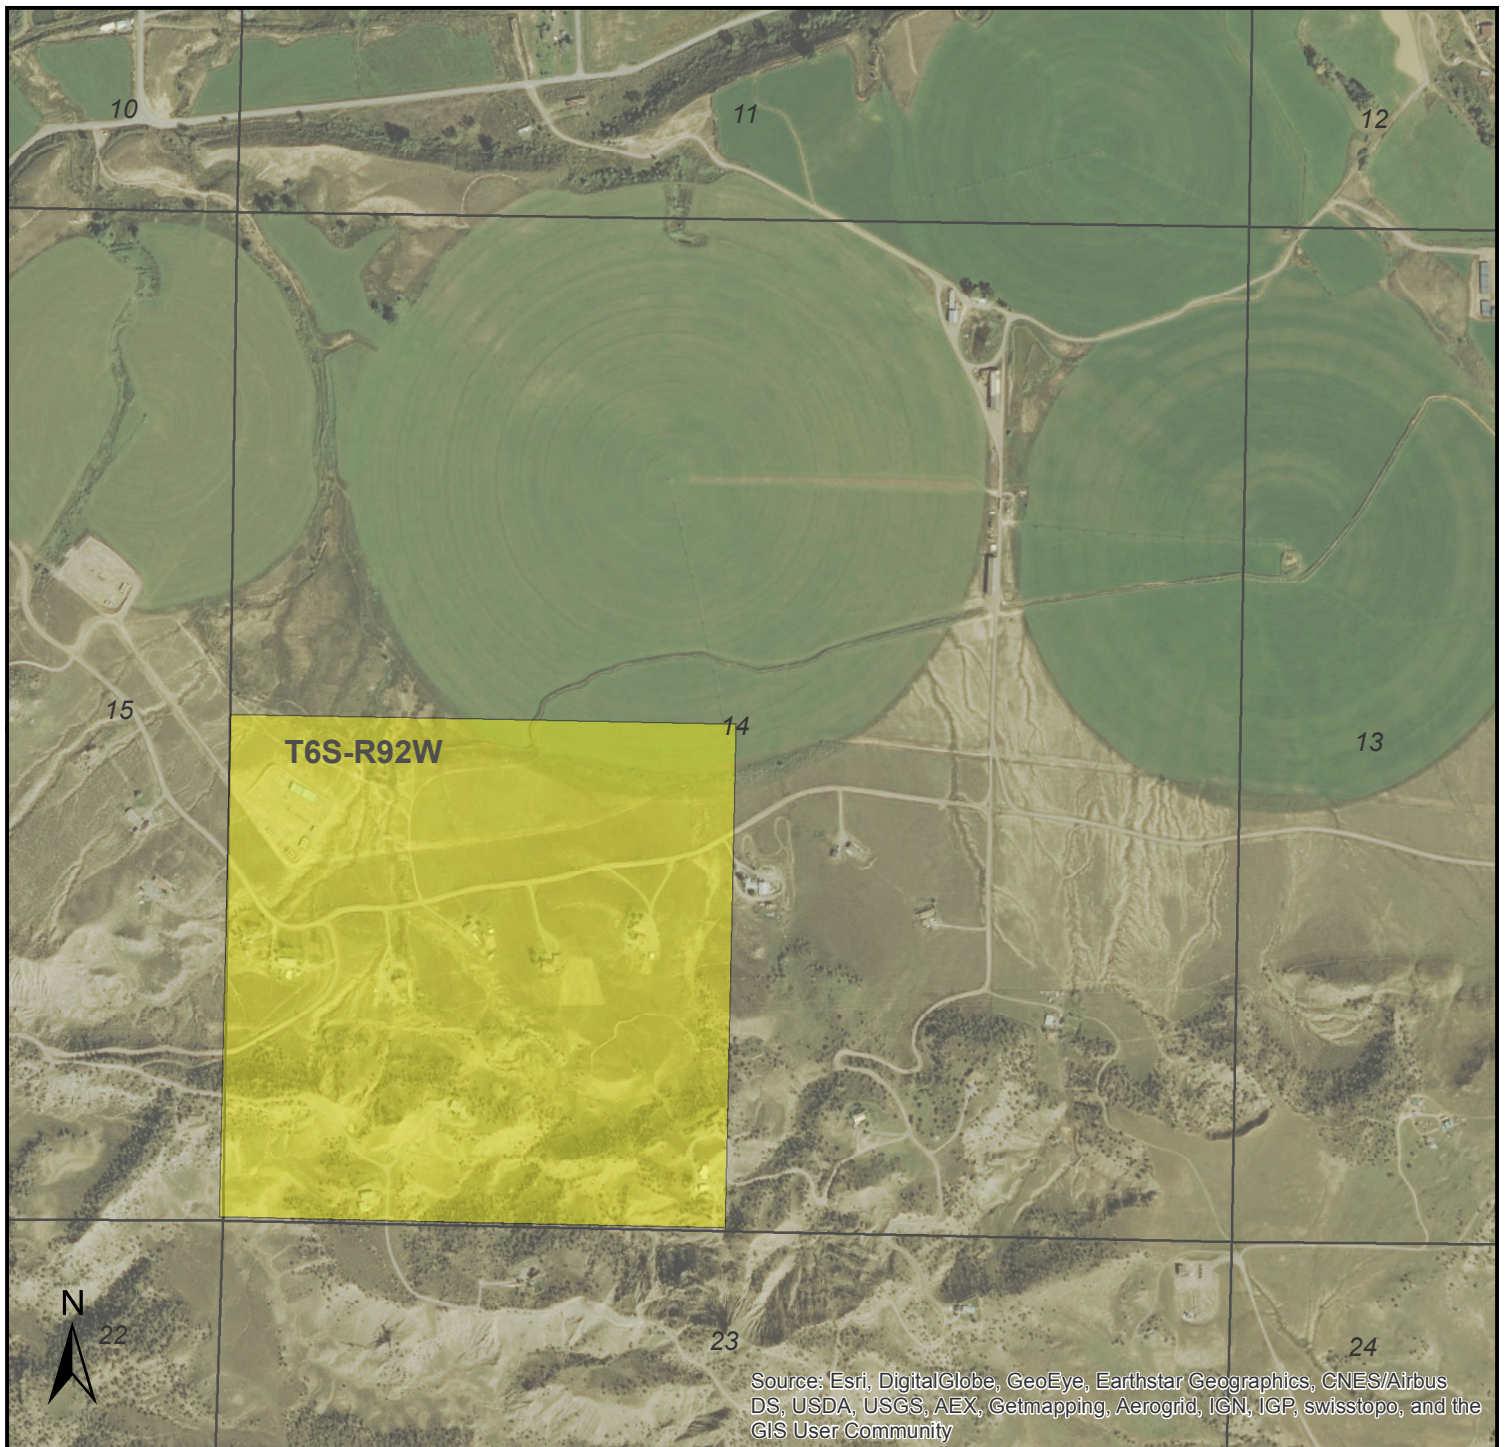 10
11
12
15
T6S-R92W
14
13
N
22
23
24
Source: Esri, DigitalGlobe, GeoEye, Earthstar Geographics, CNES/Airbus
DS, USDA, USGS, AEX, Getmapping, Aerogrid, IGN, IGP, swisstopo, and the
GIS User Community